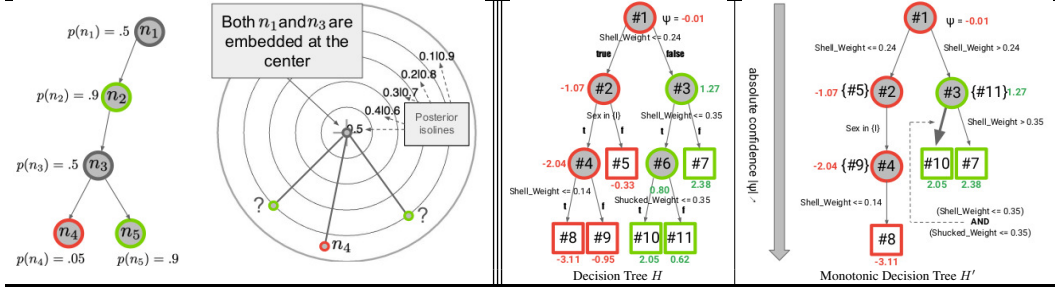 p(n₁) = .5
n₁
p(n₂) = .9
n₂
p(n₃) = .5
n₃
n₄
n₅
p(n₄) = .05
p(n₅) = .9
Both n₁ and n₃ are
embedded at the
center
0.1|0.9
0.2|0.8
0.3|0.7
0.4|0.6
0.5
Posterior
isolines
?
?
n₄
#1
Ψ = -0.01
Shell_Weight <= 0.24
true
false
-1.07
#2
#3
1.27
Sex in {I}
Shell_Weight <= 0.35
t
f
t
f
-2.04
#4
#5
#6
#7
-0.33
0.80
2.38
Shell_Weight <= 0.14
Shucked_Weight <= 0.35
t
f
t
f
#8
#9
#10
#11
-3.11
-0.95
2.05
0.62
Decision Tree H
absolute confidence |ψ| ↗
#1
Ψ = -0.01
Shell_Weight <= 0.24
Shell_Weight > 0.24
-1.07
{#5}
#2
#3
{#11}
1.27
Sex in {I}
Shell_Weight > 0.35
-2.04
{#9}
#4
#10
#7
2.05
2.38
Shell_Weight <= 0.14
(Shell_Weight <= 0.35)
AND
(Shucked_Weight <= 0.35)
#8
-3.11
Monotonic Decision Tree H′